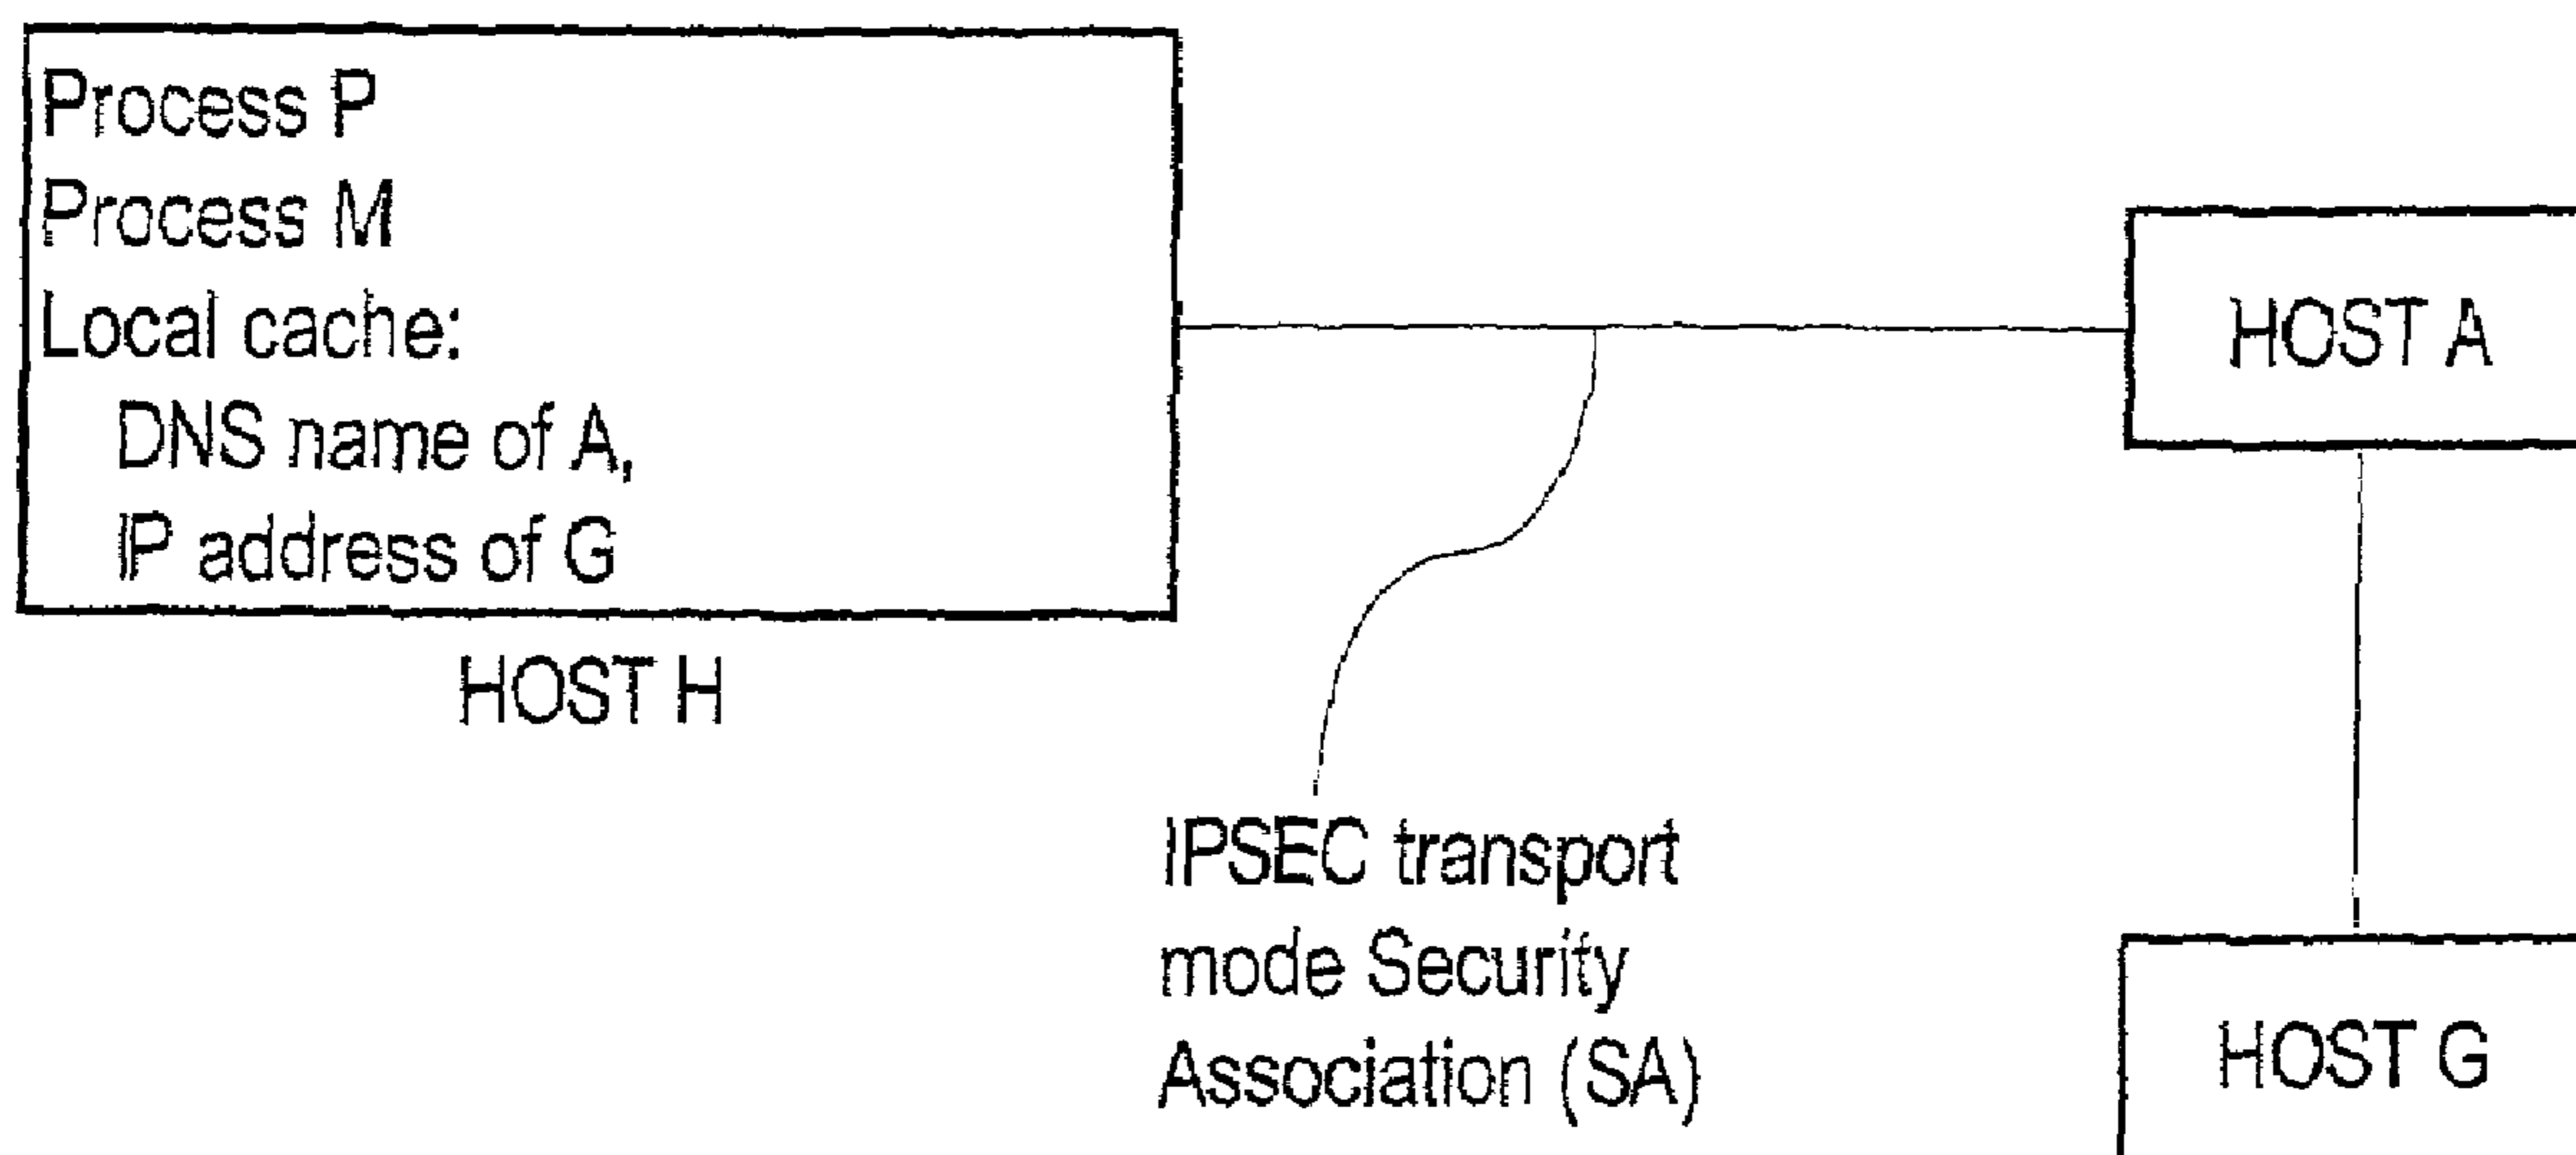 Process P
Process M
Local cache:
DNS name of A,
IP address of G
HOST H
HOST A
IPSEC transport
mode Security
Association (SA)
HOST G